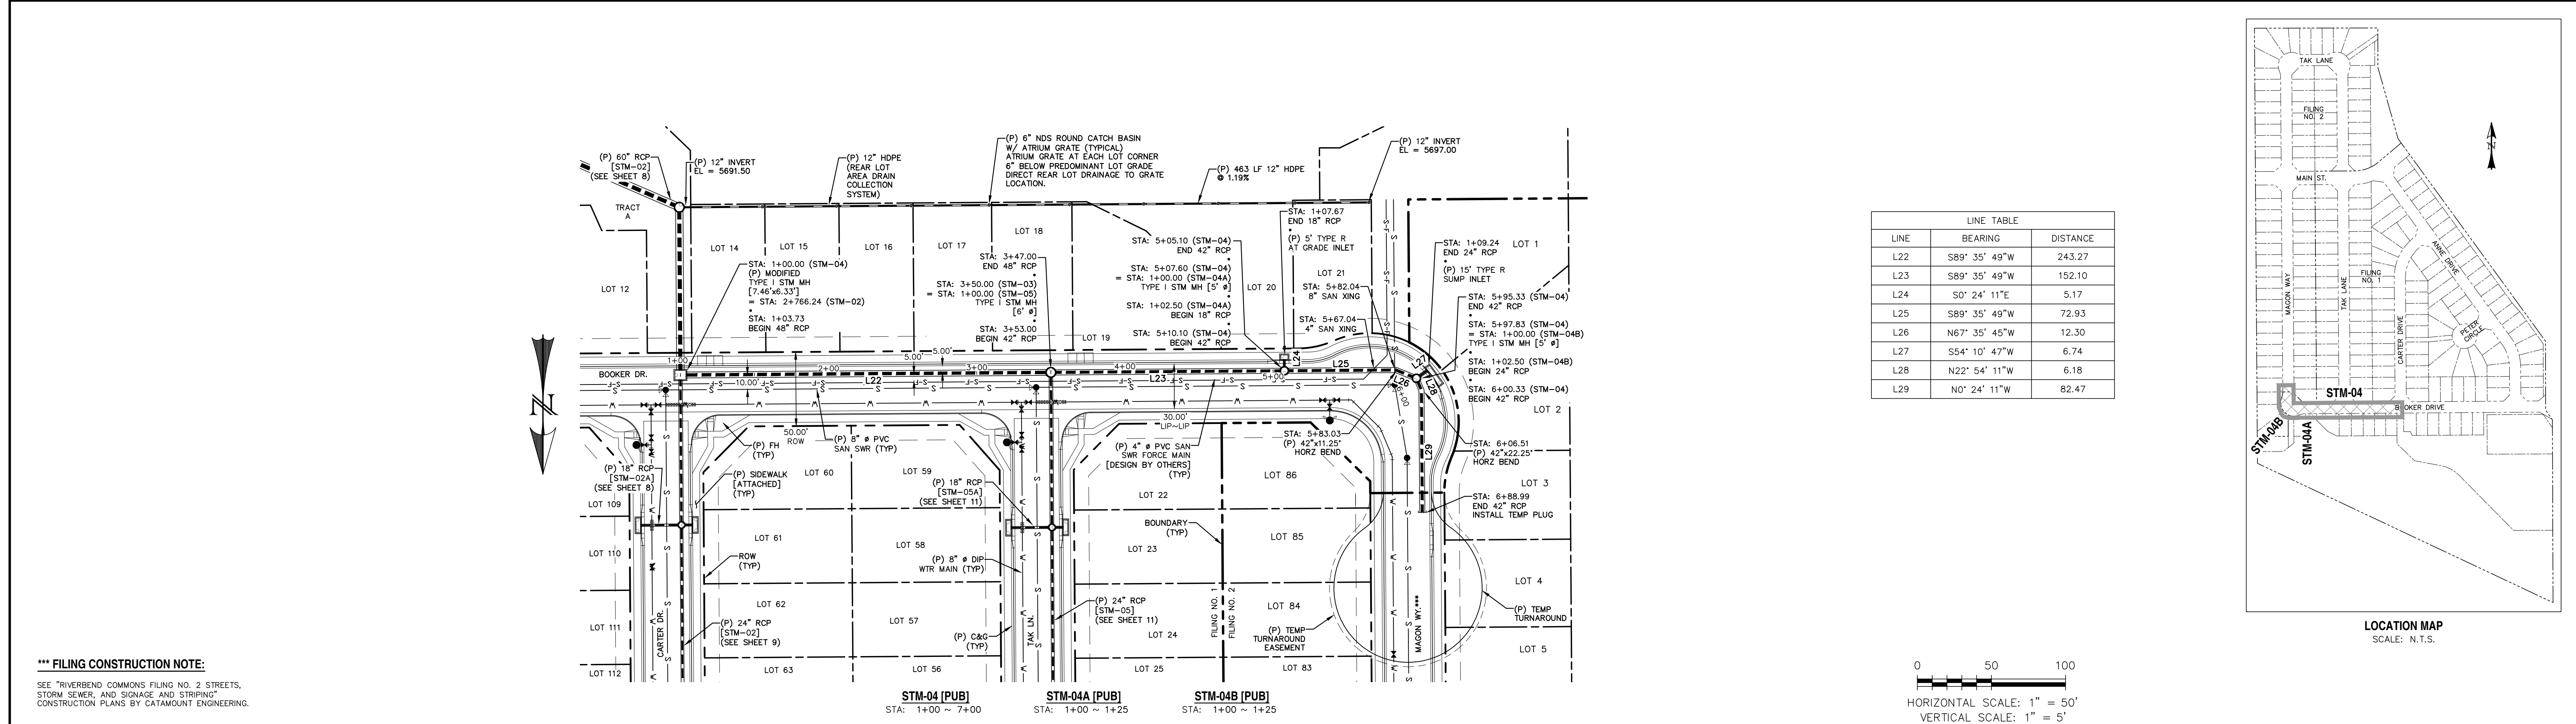 (P) 60" RCP
[STM-02]
(SEE SHEET 8)
(P) 12" INVERT
EL = 5691.50
(P) 12" HDPE
(REAR LOT
AREA DRAIN
COLLECTION
SYSTEM)
(P) 6" NDS ROUND CATCH BASIN
W/ ATRIUM GRATE (TYPICAL)
ATRIUM GRATE AT EACH LOT CORNER
6" BELOW PREDOMINANT LOT GRADE
DIRECT REAR LOT DRAINAGE TO GRATE
LOCATION.
(P) 463 LF 12" HDPE
@ 1.19%
(P) 12" INVERT
EL = 5697.00
TRACT
A
LOT 12
LOT 14
LOT 15
LOT 16
LOT 17
LOT 18
LOT 19
LOT 20
LOT 21
LOT 1
STA: 1+00.00 (STM-04)
(P) MODIFIED
TYPE I STM MH
[7.46'x6.33']
= STA: 2+766.24 (STM-02)
•
STA: 1+03.73
BEGIN 48" RCP
STA: 3+47.00
END 48" RCP
•
STA: 3+50.00 (STM-03)
= STA: 1+00.00 (STM-05)
TYPE I STM MH
[6' ø]
•
STA: 3+53.00
BEGIN 42" RCP
STA: 5+05.10 (STM-04)
END 42" RCP
•
STA: 5+07.60 (STM-04)
= STA: 1+00.00 (STM-04A)
TYPE I STM MH [5' ø]
•
STA: 1+02.50 (STM-04A)
BEGIN 18" RCP
•
STA: 5+10.10 (STM-04)
BEGIN 42" RCP
STA: 1+07.67
END 18" RCP
•
(P) 5' TYPE R
AT GRADE INLET
STA: 5+82.04
8" SAN XING
STA: 5+67.04
4" SAN XING
STA: 1+09.24
END 24" RCP
•
(P) 15' TYPE R
SUMP INLET
STA: 5+95.33 (STM-04)
END 42" RCP
•
STA: 5+97.83 (STM-04)
= STA: 1+00.00 (STM-04B)
TYPE I STM MH [5' ø]
•
STA: 1+02.50 (STM-04B)
BEGIN 24" RCP
•
STA: 6+00.33 (STM-04)
BEGIN 42" RCP
BOOKER DR.
1+00
2+00
3+00
4+00
5+00
6+00
5.00'
5.00'
10.00'
L22
L23
L24
L25
L26
L27
L28
L29
50.00'
ROW
30.00'
LIP~LIP
(P) FH
(TYP)
(P) 8" ø PVC
SAN SWR (TYP)
(P) SIDEWALK
[ATTACHED]
(TYP)
(P) 18" RCP
[STM-02A]
(SEE SHEET 8)
(P) 18" RCP
[STM-05A]
(SEE SHEET 11)
(P) 4" ø PVC SAN
SWR FORCE MAIN
[DESIGN BY OTHERS]
(TYP)
STA: 5+83.03
(P) 42"x11.25°
HORZ BEND
STA: 6+06.51
(P) 42"x22.25°
HORZ BEND
STA: 6+88.99
END 42" RCP
INSTALL TEMP PLUG
BOUNDARY
(TYP)
ROW
(TYP)
(P) 8" ø DIP
WTR MAIN (TYP)
(P) 24" RCP
[STM-02]
(SEE SHEET 9)
(P) C&G
(TYP)
(P) 24" RCP
[STM-05]
(SEE SHEET 11)
(P) TEMP
TURNAROUND
EASEMENT
(P) TEMP
TURNAROUND
LOT 109
LOT 110
LOT 111
LOT 112
LOT 60
LOT 61
LOT 62
LOT 63
LOT 59
LOT 58
LOT 57
LOT 56
LOT 22
LOT 23
LOT 24
LOT 25
LOT 86
LOT 85
LOT 84
LOT 83
LOT 2
LOT 3
LOT 4
LOT 5
CARTER DR.
TAK LN.
FILING NO. 1
FILING NO. 2
MAGON WY.***
N
STM-04 [PUB]
STA: 1+00 ~ 7+00
STM-04A [PUB]
STA: 1+00 ~ 1+25
STM-04B [PUB]
STA: 1+00 ~ 1+25
*** FILING CONSTRUCTION NOTE:
SEE "RIVERBEND COMMONS FILING NO. 2 STREETS,
STORM SEWER, AND SIGNAGE AND STRIPING"
CONSTRUCTION PLANS BY CATAMOUNT ENGINEERING.
LINE TABLE
LINE BEARING DISTANCE
L22 S89° 35' 49"W 243.27
L23 S89° 35' 49"W 152.10
L24 S0° 24' 11"E 5.17
L25 S89° 35' 49"W 72.93
L26 N67° 35' 45"W 12.30
L27 S54° 10' 47"W 6.74
L28 N22° 54' 11"W 6.18
L29 N0° 24' 11"W 82.47
0 50 100
HORIZONTAL SCALE: 1" = 50'
VERTICAL SCALE: 1" = 5'
TAK LANE
FILING
NO. 2
N
MAIN ST.
MAGON WAY
TAK LANE
FILING
NO. 1
ANNE DRIVE
CARTER DRIVE
PETER
CIRCLE
STM-04
BOOKER DRIVE
STM-04B
STM-04A
LOCATION MAP
SCALE: N.T.S.